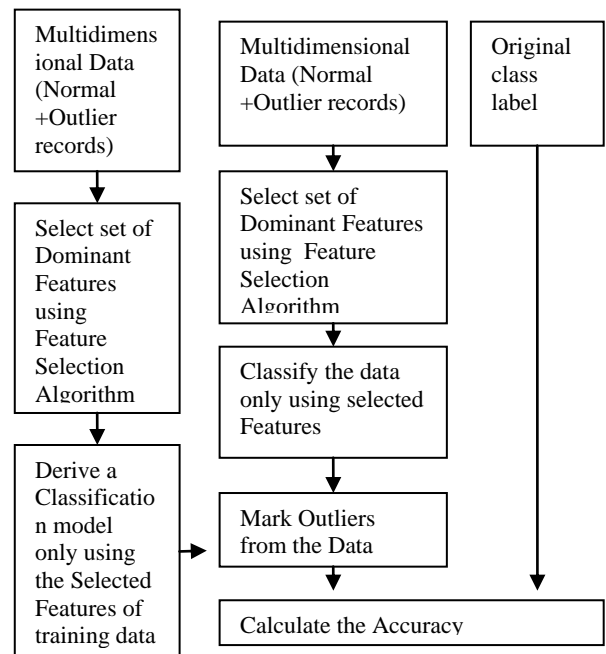 Multidimens
ional Data
(Normal
+Outlier
records)
Select set of
Dominant
Features
using
Feature
Selection
Algorithm
Derive a
Classificatio
n model
only using
the Selected
Features of
training data
Multidimensional
Data (Normal
+Outlier records)
Select set of
Dominant Features
using Feature
Selection
Algorithm
Classify the data
only using selected
Features
Mark Outliers
from the Data
Original
class
label
Calculate the Accuracy